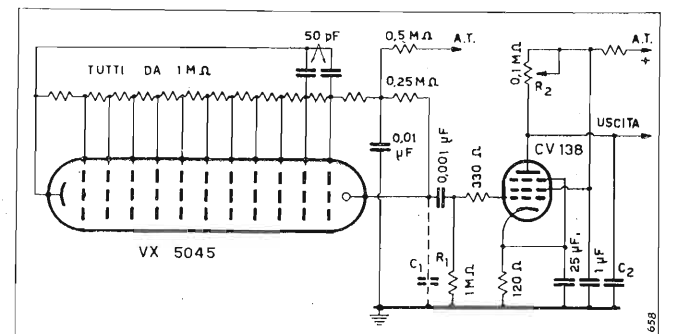 50 pF
0,5 MΩ
A.T.
A.T.
+
TUTTI DA 1 MΩ
0,25 MΩ
0,1 MΩ
R2
USCITA
0,01 µF
0,001 µF
330 Ω
CV 138
VX 5045
C1
R1
1 MΩ
120 Ω
25 µF
1 µF
C2
658